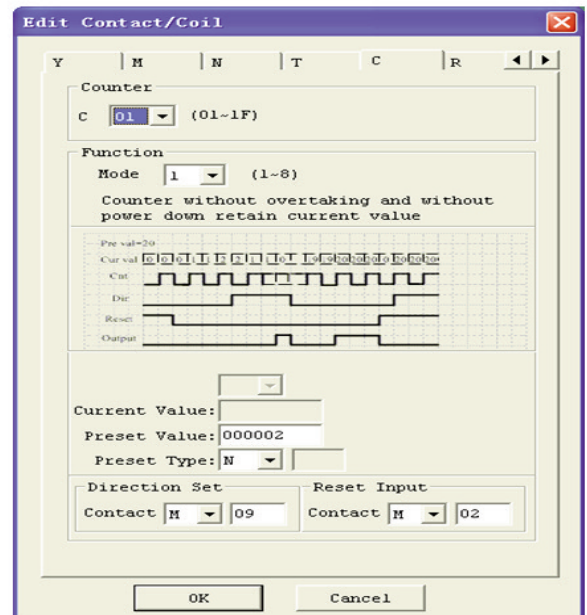 Edit Contact/Coil
Y M N T C R
Counter
C 01 (01~1F)
Function
Mode 1 (1~8)
Counter without overtaking and without
power down retain current value
Pre val=20
Cur val
Cnt
Dir
Reset
Output
Current Value:
Preset Value: 000002
Preset Type: N
Direction Set Reset Input
Contact M 09 Contact M 02
OK Cancel